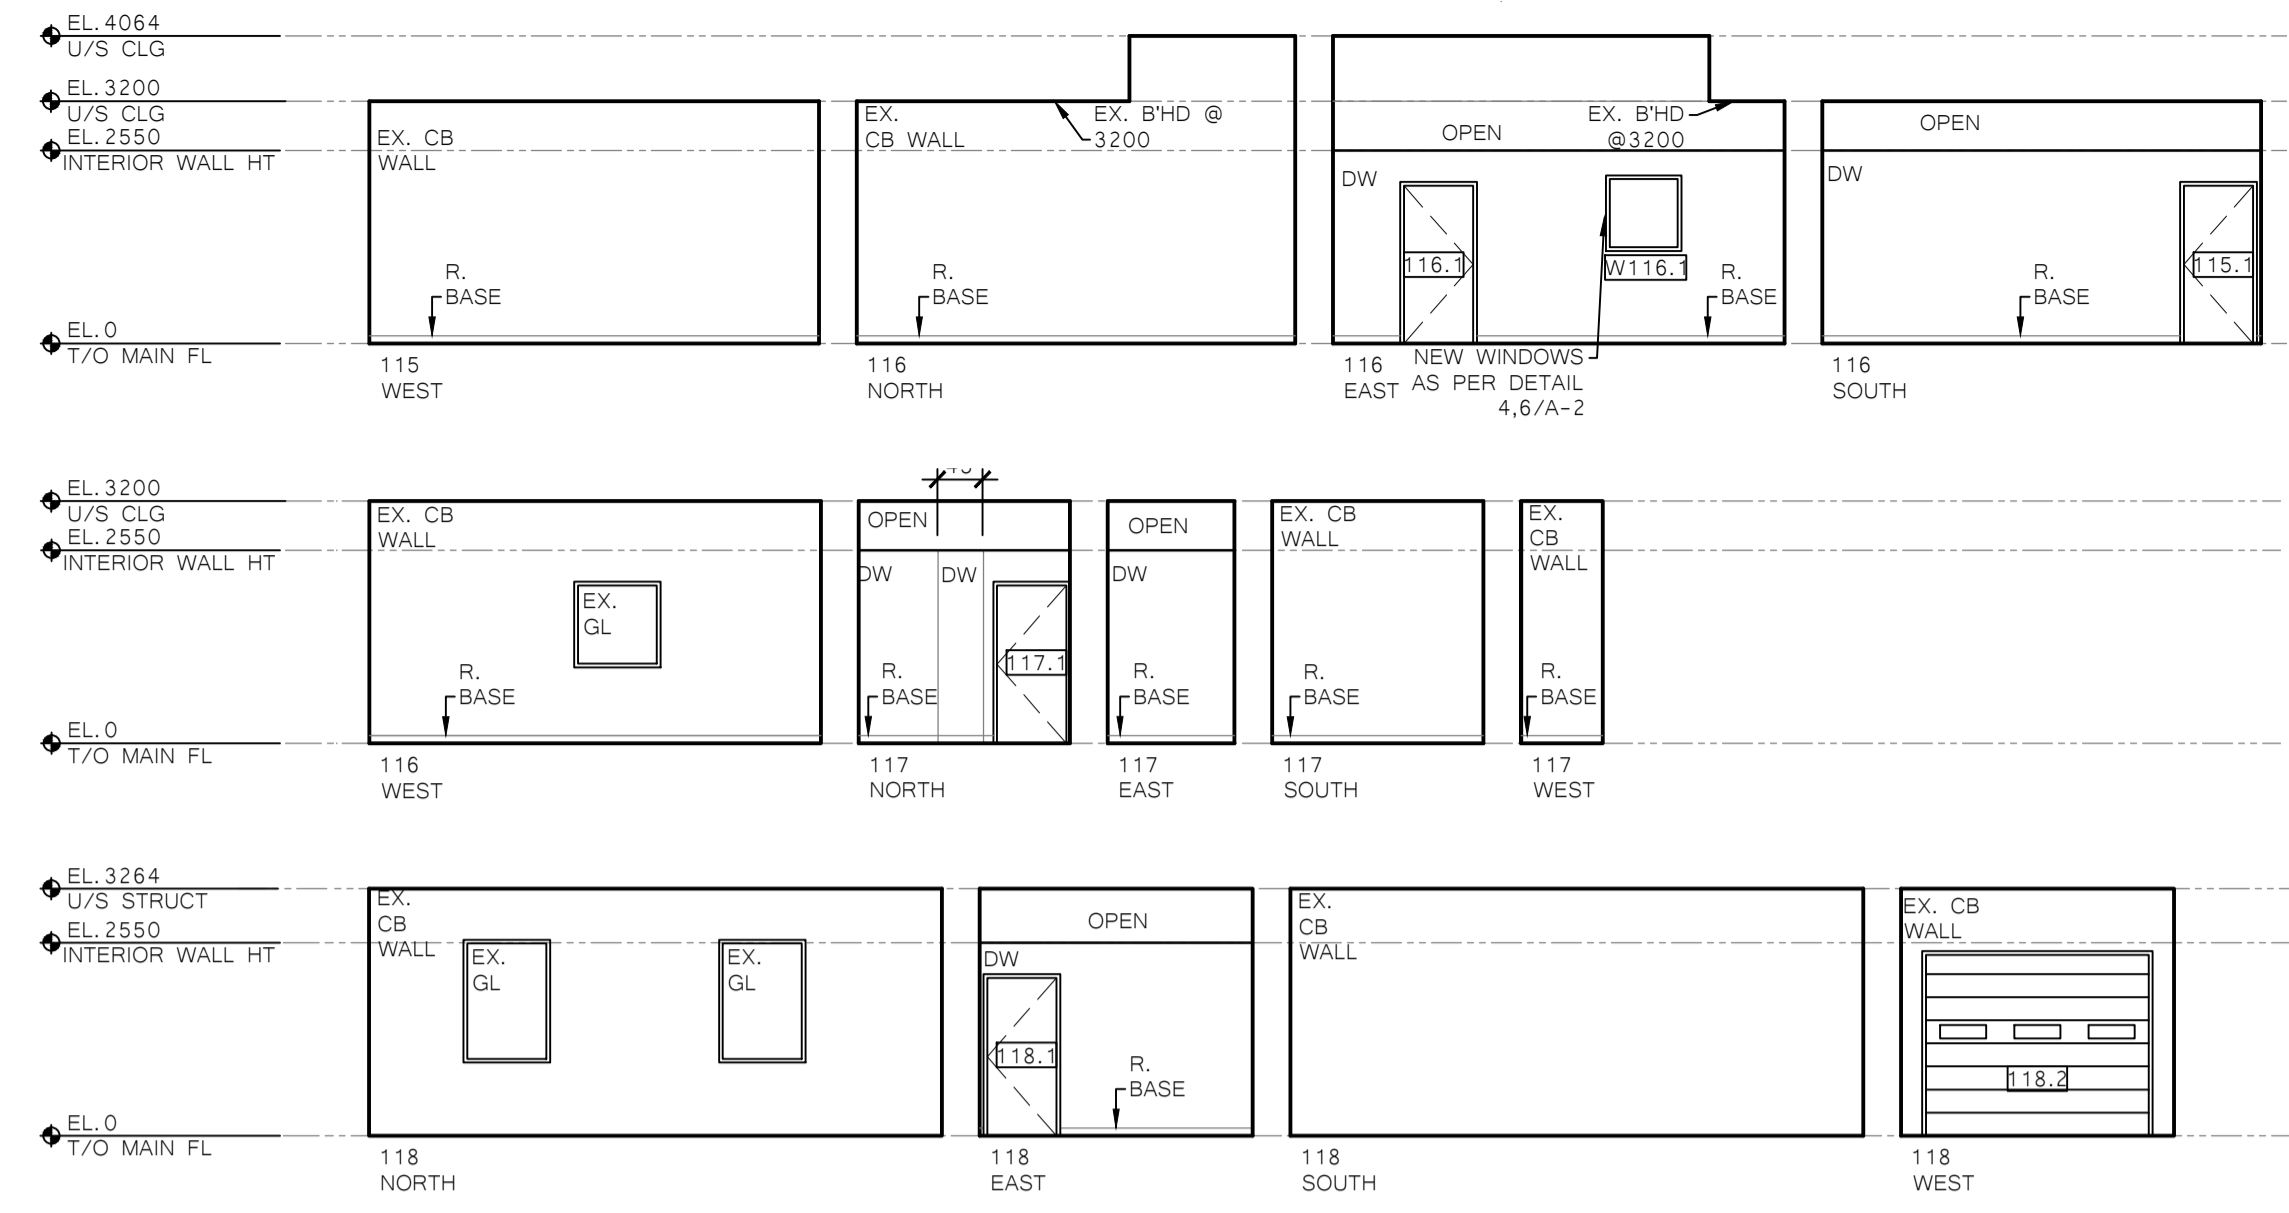 EL.4064
U/S CLG
EL.3200
U/S CLG
EL.2550
INTERIOR WALL HT
EL.0
T/O MAIN FL
EX. CB
WALL
R.
BASE
115
WEST
EX.
CB WALL
EX. B'HD @
3200
R.
BASE
116
NORTH
OPEN
EX. B'HD
@3200
DW
116.1
W116.1
R.
BASE
116
EAST
NEW WINDOWS
AS PER DETAIL
4,6/A-2
OPEN
DW
115.1
R.
BASE
116
SOUTH
EL.3200
U/S CLG
EL.2550
INTERIOR WALL HT
EL.0
T/O MAIN FL
EX. CB
WALL
EX.
GL
R.
BASE
116
WEST
OPEN
DW
DW
117.1
R.
BASE
117
NORTH
OPEN
DW
R.
BASE
117
EAST
EX. CB
WALL
R.
BASE
117
SOUTH
EX.
CB
WALL
R.
BASE
117
WEST
EL.3264
U/S STRUCT
EL.2550
INTERIOR WALL HT
EL.0
T/O MAIN FL
EX.
CB
WALL
EX.
GL
EX.
GL
118
NORTH
OPEN
DW
118.1
R.
BASE
118
EAST
EX.
CB
WALL
118
SOUTH
EX. CB
WALL
118.2
118
WEST